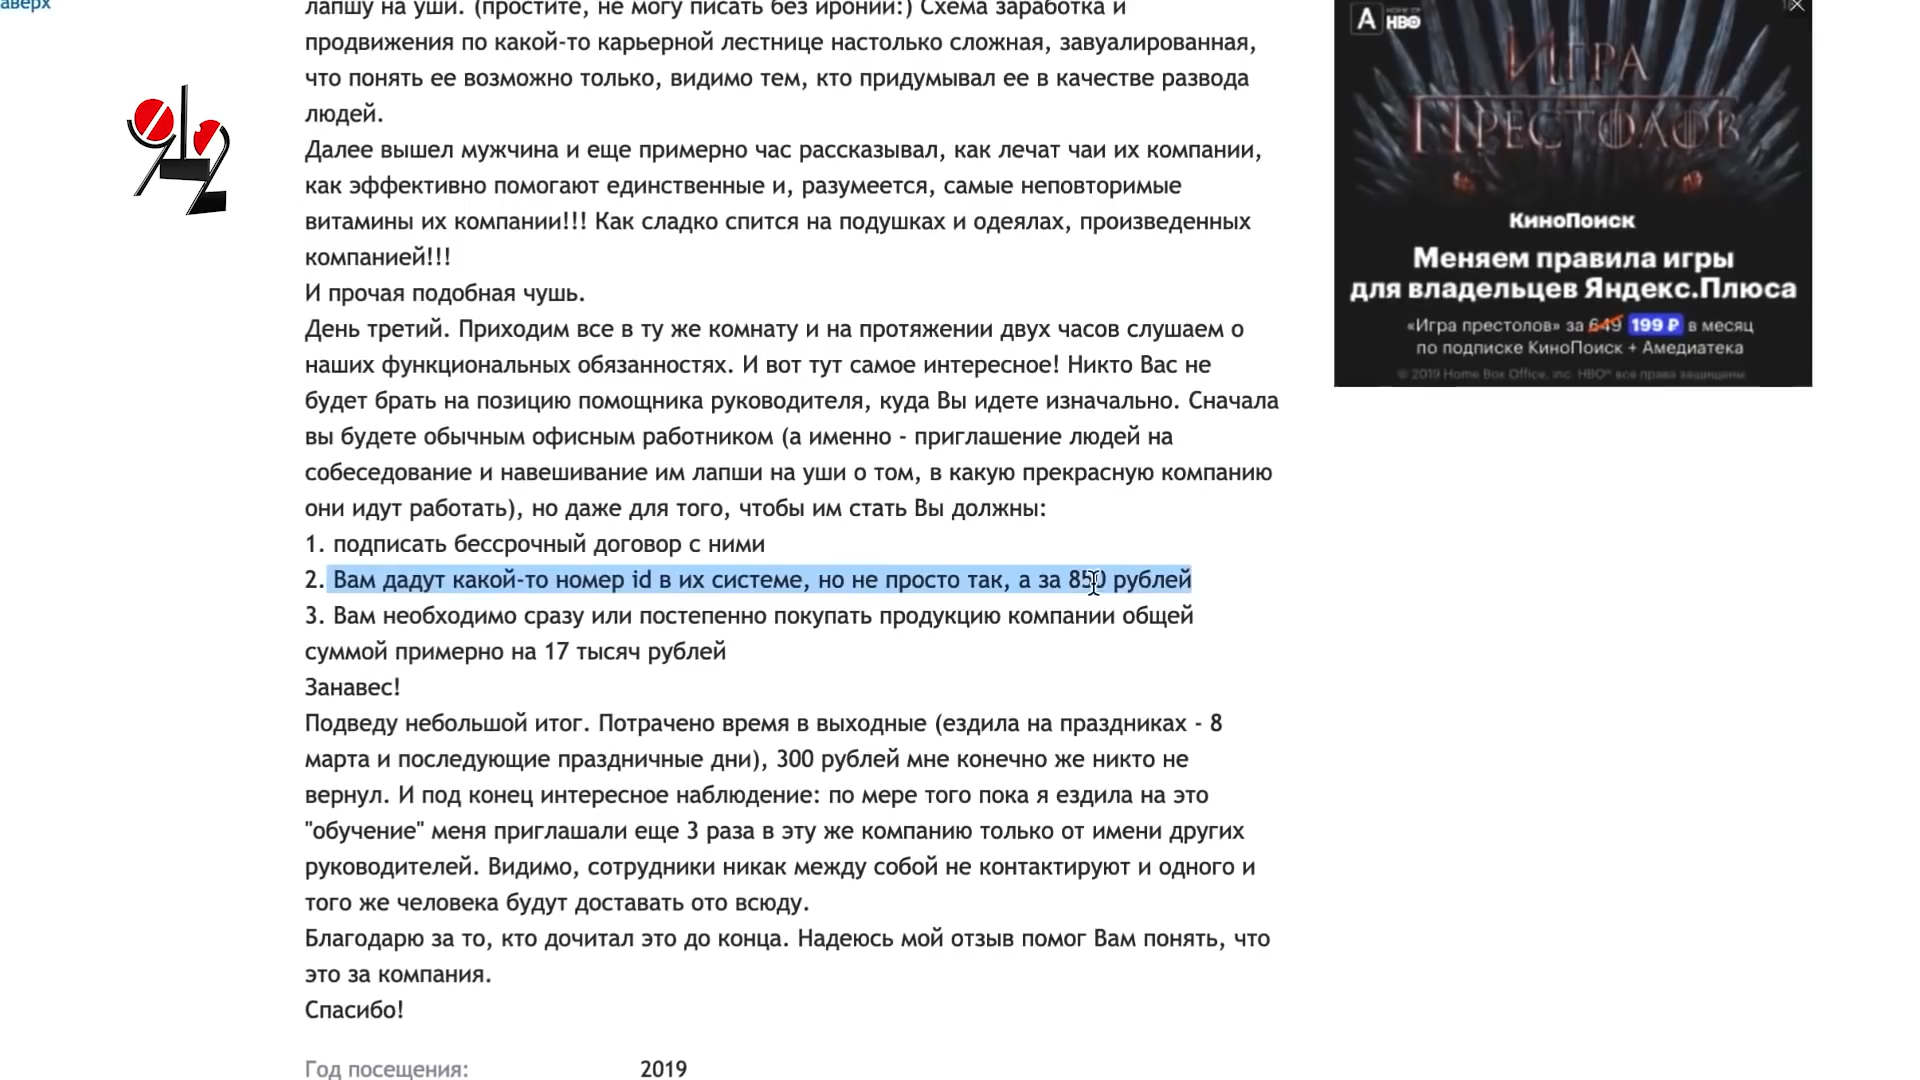 аверх
лапшу на уши. (простите, не могу писать без иронии:) Схема заработка и
продвижения по какой-то карьерной лестнице настолько сложная, завуалированная,
что понять ее возможно только, видимо тем, кто придумывал ее в качестве развода
людей.
Далее вышел мужчина и еще примерно час рассказывал, как лечат чаи их компании,
как эффективно помогают единственные и, разумеется, самые неповторимые
витамины их компании!!! Как сладко спится на подушках и одеялах, произведенных
компанией!!!
И прочая подобная чушь.
День третий. Приходим все в ту же комнату и на протяжении двух часов слушаем о
наших функциональных обязанностях. И вот тут самое интересное! Никто Вас не
будет брать на позицию помощника руководителя, куда Вы идете изначально. Сначала
вы будете обычным офисным работником (а именно - приглашение людей на
собеседование и навешивание им лапши на уши о том, в какую прекрасную компанию
они идут работать), но даже для того, чтобы им стать Вы должны:
1. подписать бессрочный договор с ними
2. Вам дадут какой-то номер id в их системе, но не просто так, а за 850 рублей
3. Вам необходимо сразу или постепенно покупать продукцию компании общей
суммой примерно на 17 тысяч рублей
Занавес!
Подведу небольшой итог. Потрачено время в выходные (ездила на праздниках - 8
марта и последующие праздничные дни), 300 рублей мне конечно же никто не
вернул. И под конец интересное наблюдение: по мере того пока я ездила на это
"обучение" меня приглашали еще 3 раза в эту же компанию только от имени других
руководителей. Видимо, сотрудники никак между собой не контактируют и одного и
того же человека будут доставать ото всюду.
Благодарю за то, кто дочитал это до конца. Надеюсь мой отзыв помог Вам понять, что
это за компания.
Спасибо!
Год посещения: 2019
A HOME OF HBO
Игра
Престолов
КиноПоиск
Меняем правила игры
для владельцев Яндекс.Плюса
«Игра престолов» за 649 199 ₽ в месяц
по подписке КиноПоиск + Амедиатека
© 2019 Home Box Office, Inc. HBO® все права защищены.